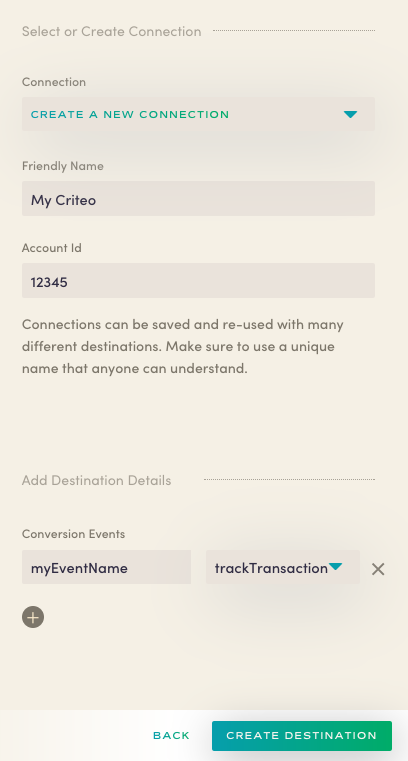 Select or Create Connection
Connection
CREATE A NEW CONNECTION
Friendly Name
My Criteo
Account Id
12345
Connections can be saved and re-used with many
different destinations. Make sure to use a unique
name that anyone can understand.
Add Destination Details
Conversion Events
myEventName trackTransaction
BACK CREATE DESTINATION